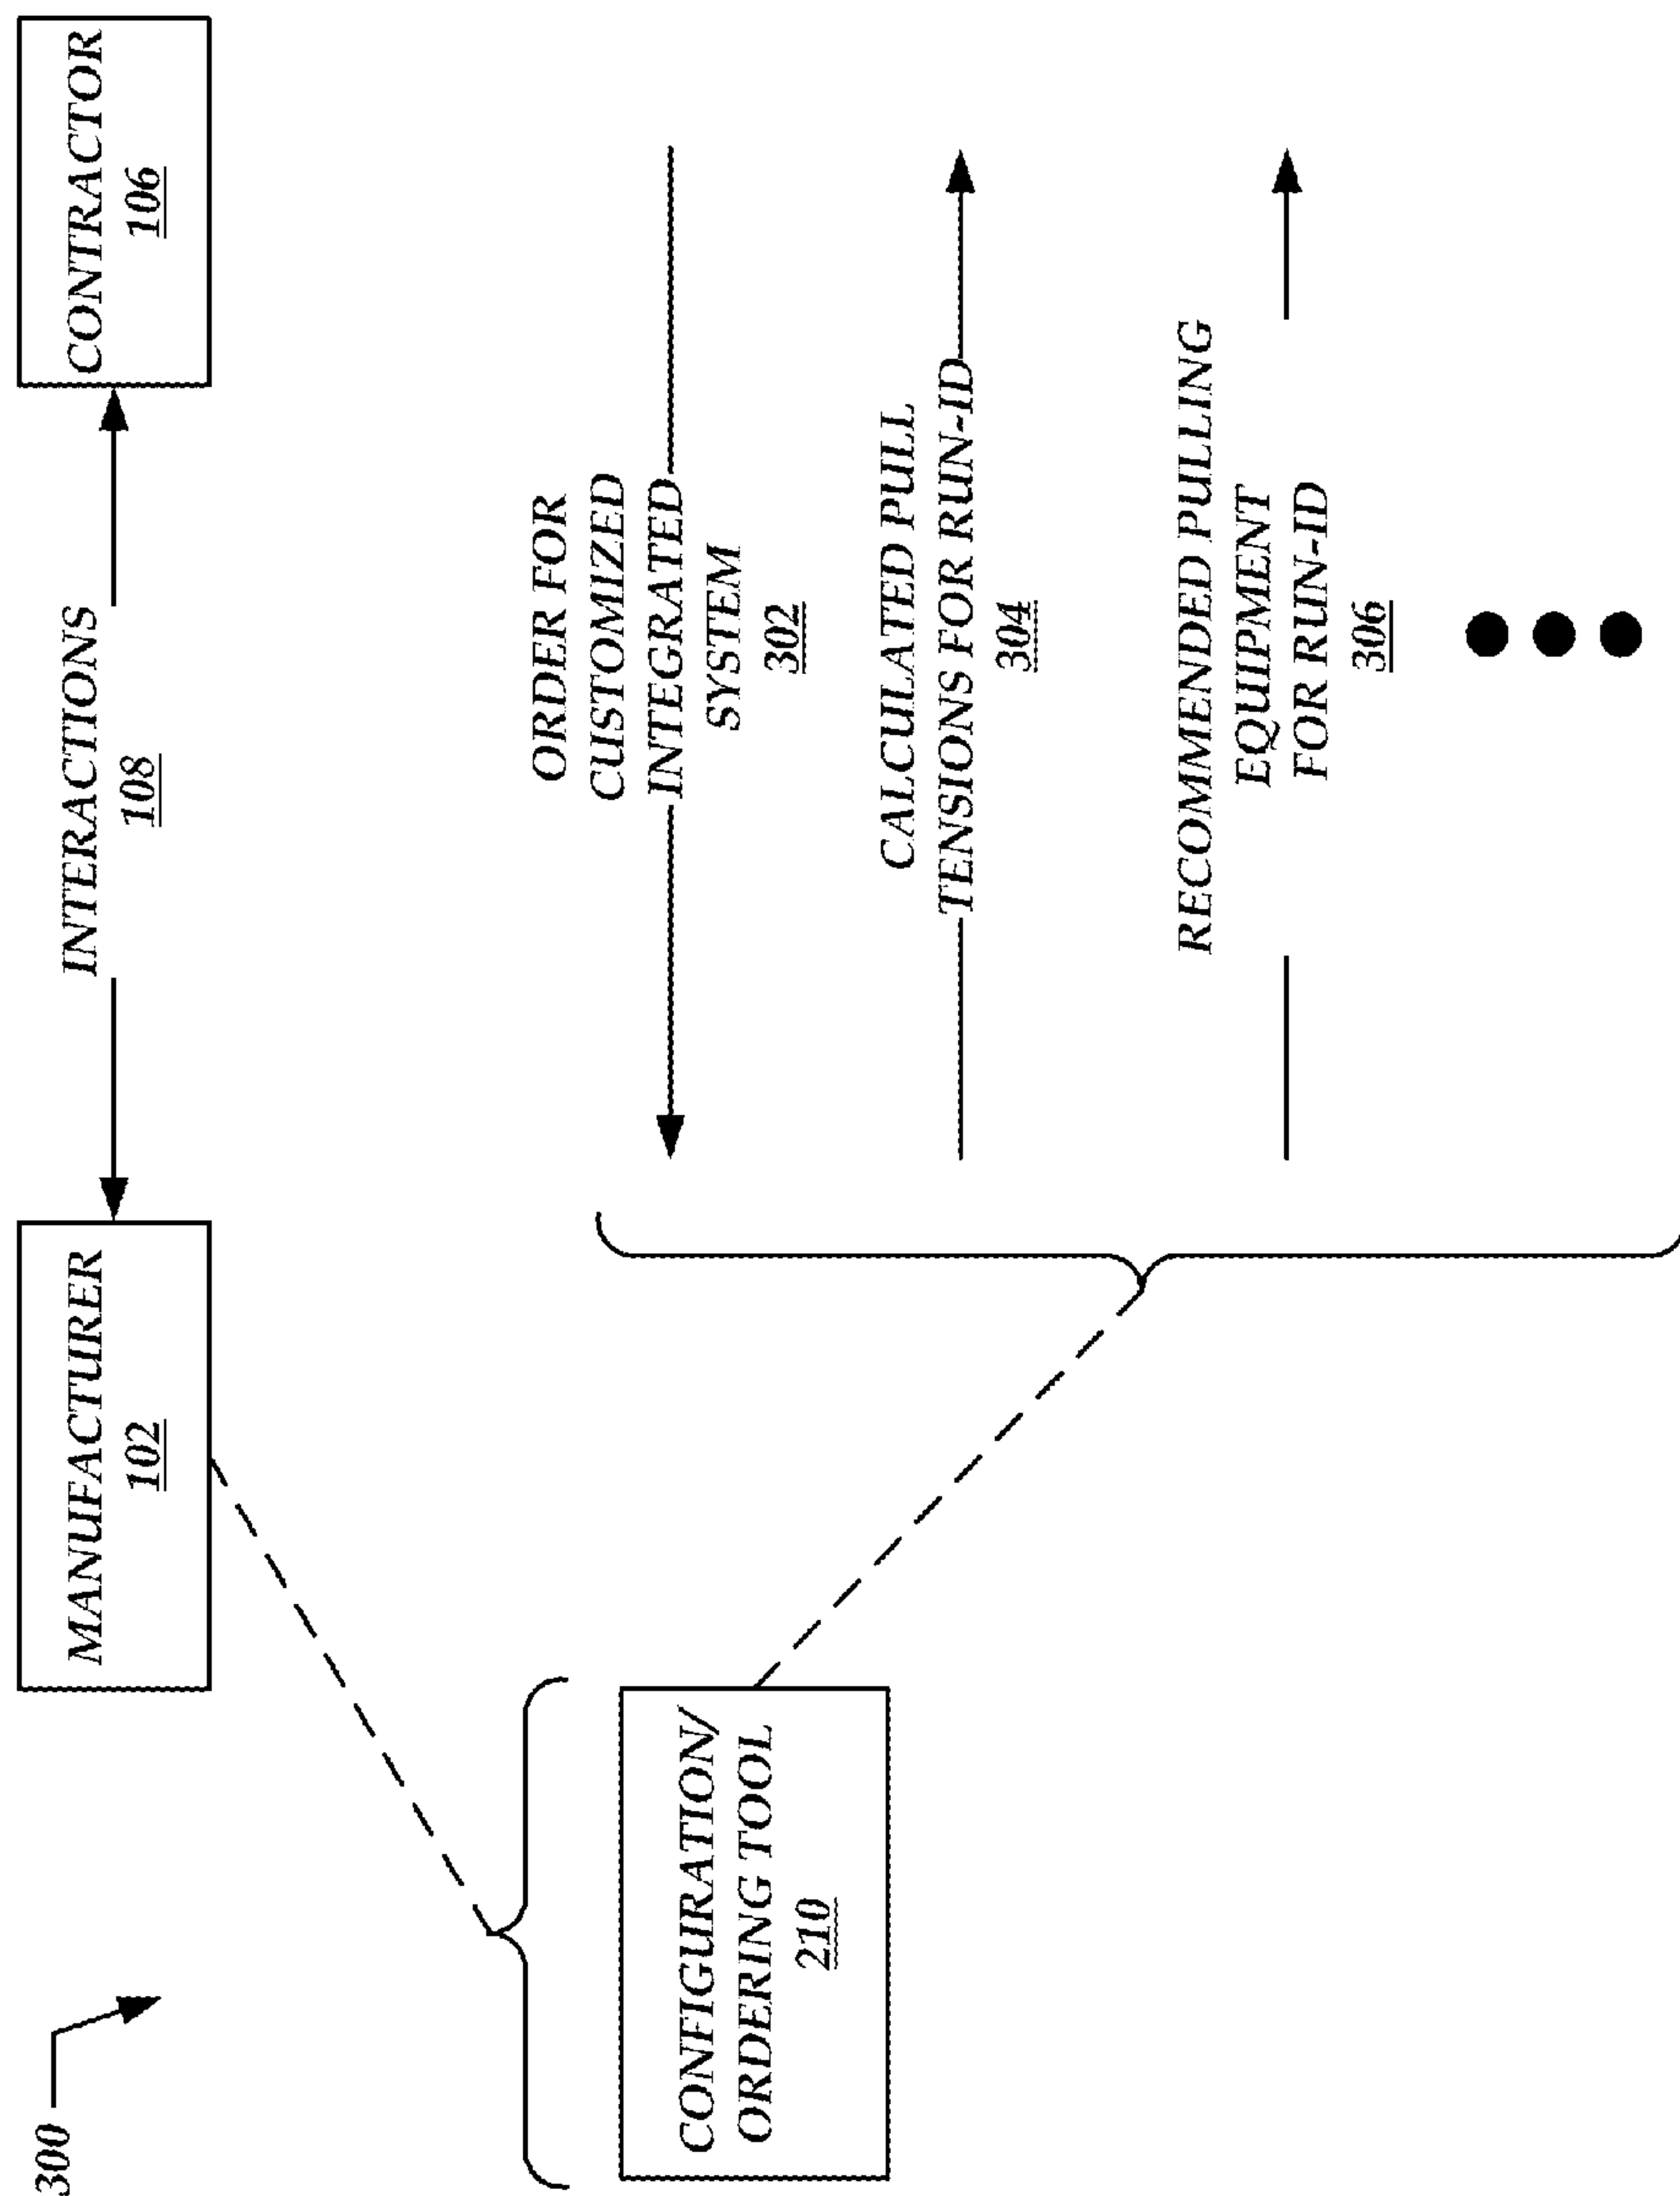 300
MANUFACTURER
102
INTERACTIONS
108
CONTRACTOR
106
CONFIGURATION/
ORDERING TOOL
210
ORDER FOR
CUSTOMIZED
INTEGRATED
SYSTEM
302
CALCULATED PULL
TENSIONS FOR RUN-ID
304
RECOMMENDED PULLING
EQUIPMENT
FOR RUN-ID
306